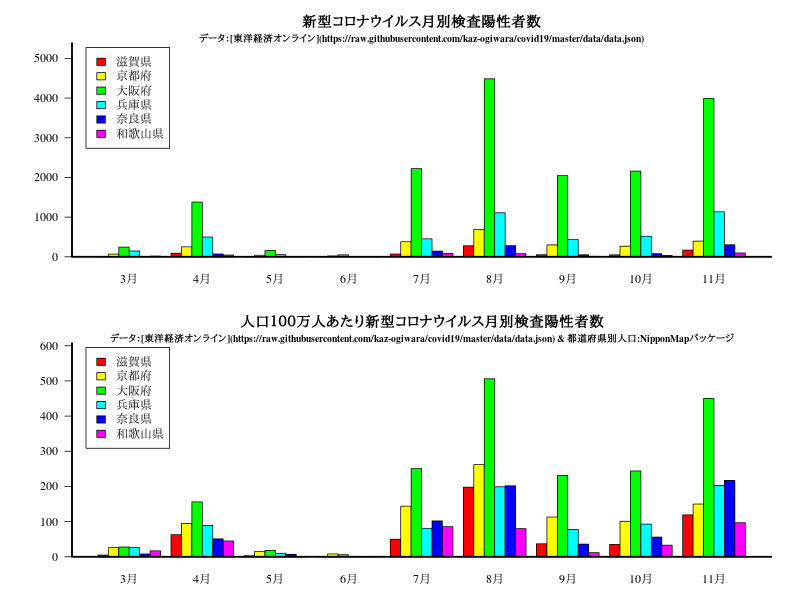 新型コロナウイルス月別検査陽性者数
データ:[東洋経済オンライン](https://raw.githubusercontent.com/kaz-ogiwara/covid19/master/data/data.json)
5000
4000
3000
2000
1000
0
滋賀県
京都府
大阪府
兵庫県
奈良県
和歌山県
3月 4月 5月 6月 7月 8月 9月 10月 11月
人口100万人あたり新型コロナウイルス月別検査陽性者数
データ:[東洋経済オンライン](https://raw.githubusercontent.com/kaz-ogiwara/covid19/master/data/data.json) & 都道府県別人口:NipponMapパッケージ
600
500
400
300
200
100
0
滋賀県
京都府
大阪府
兵庫県
奈良県
和歌山県
3月 4月 5月 6月 7月 8月 9月 10月 11月